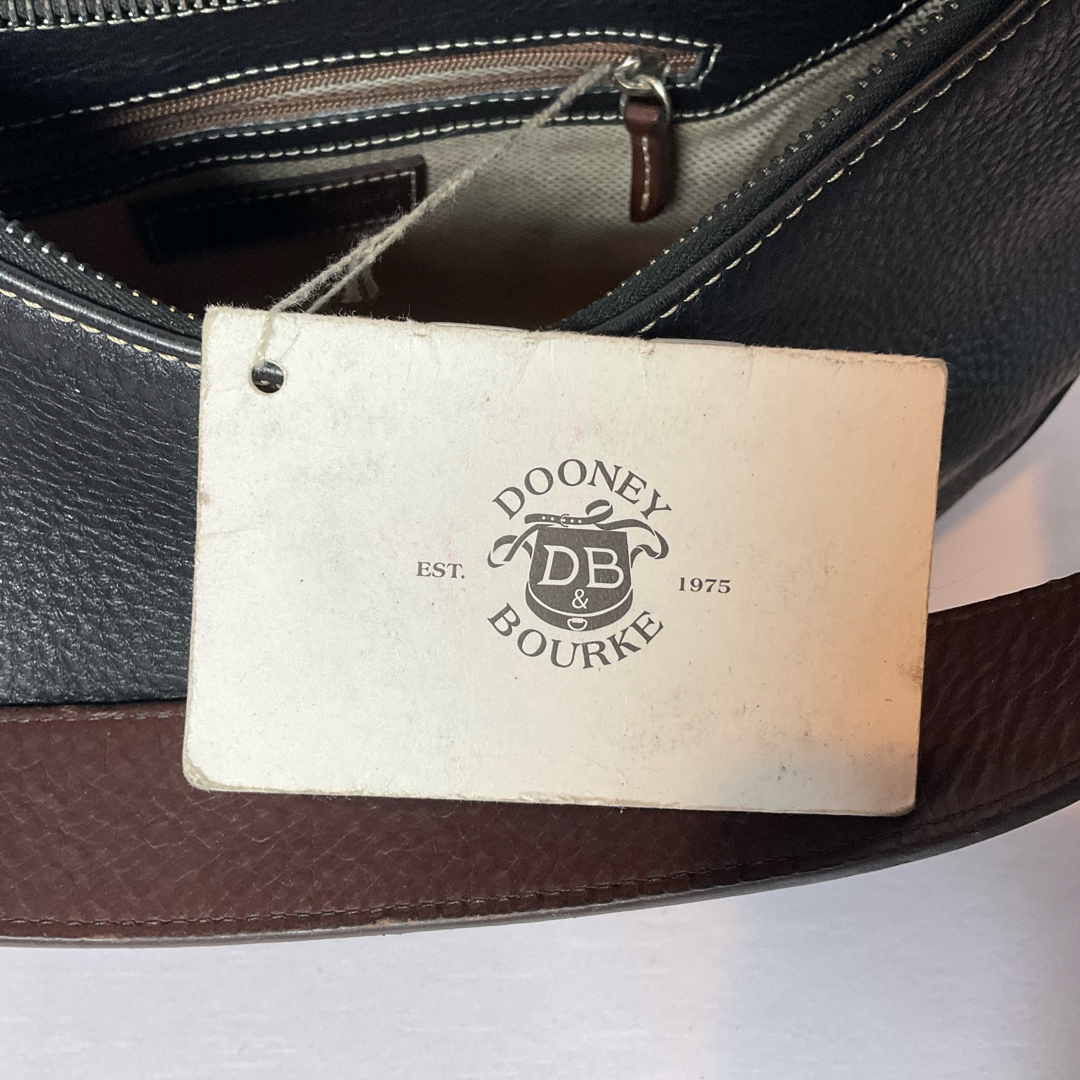 DOONEY
EST.
DB
&
1975
BOURKE